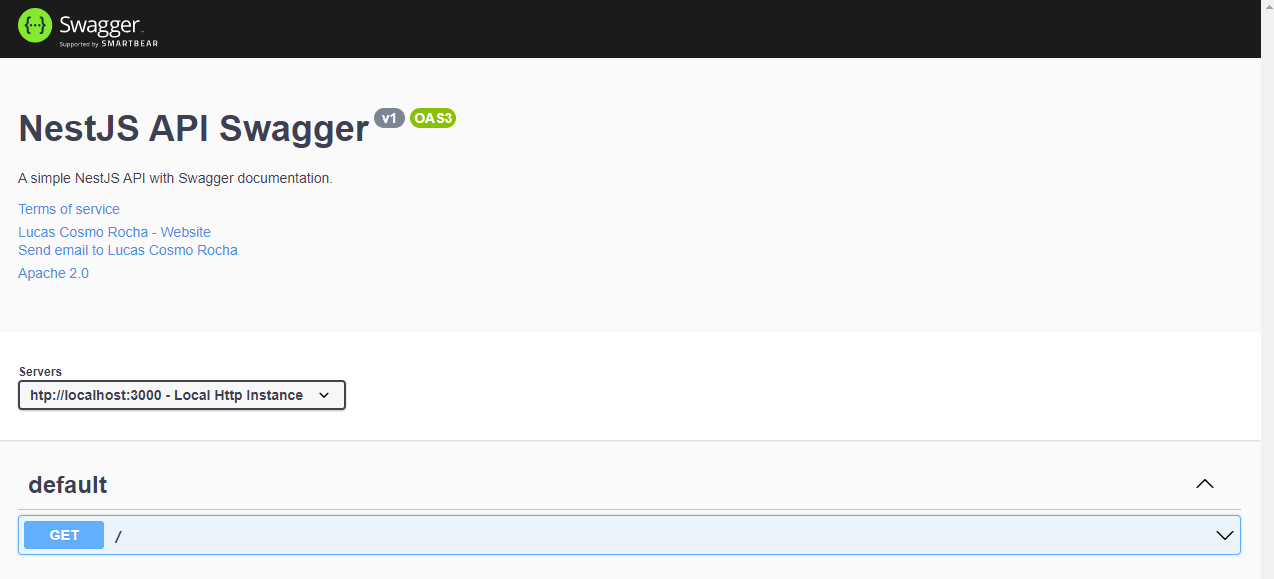 Swagger
Supported by SMARTBEAR
NestJS API Swagger v1 OAS3
A simple NestJS API with Swagger documentation.
Terms of service
Lucas Cosmo Rocha - Website
Send email to Lucas Cosmo Rocha
Apache 2.0
Servers
htp://localhost:3000 - Local Http Instance
default
GET /